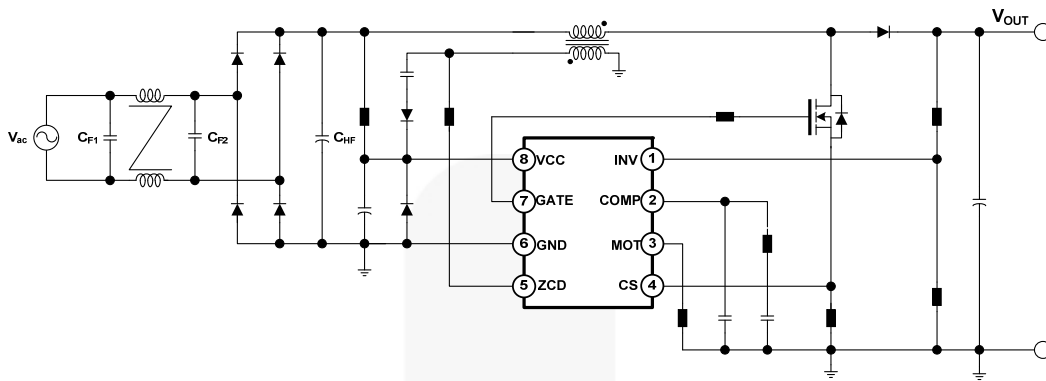 VOUT
Vac
CF1
CF2
CHF
8 VCC
INV 1
7 GATE
COMP 2
6 GND
MOT 3
5 ZCD
CS 4